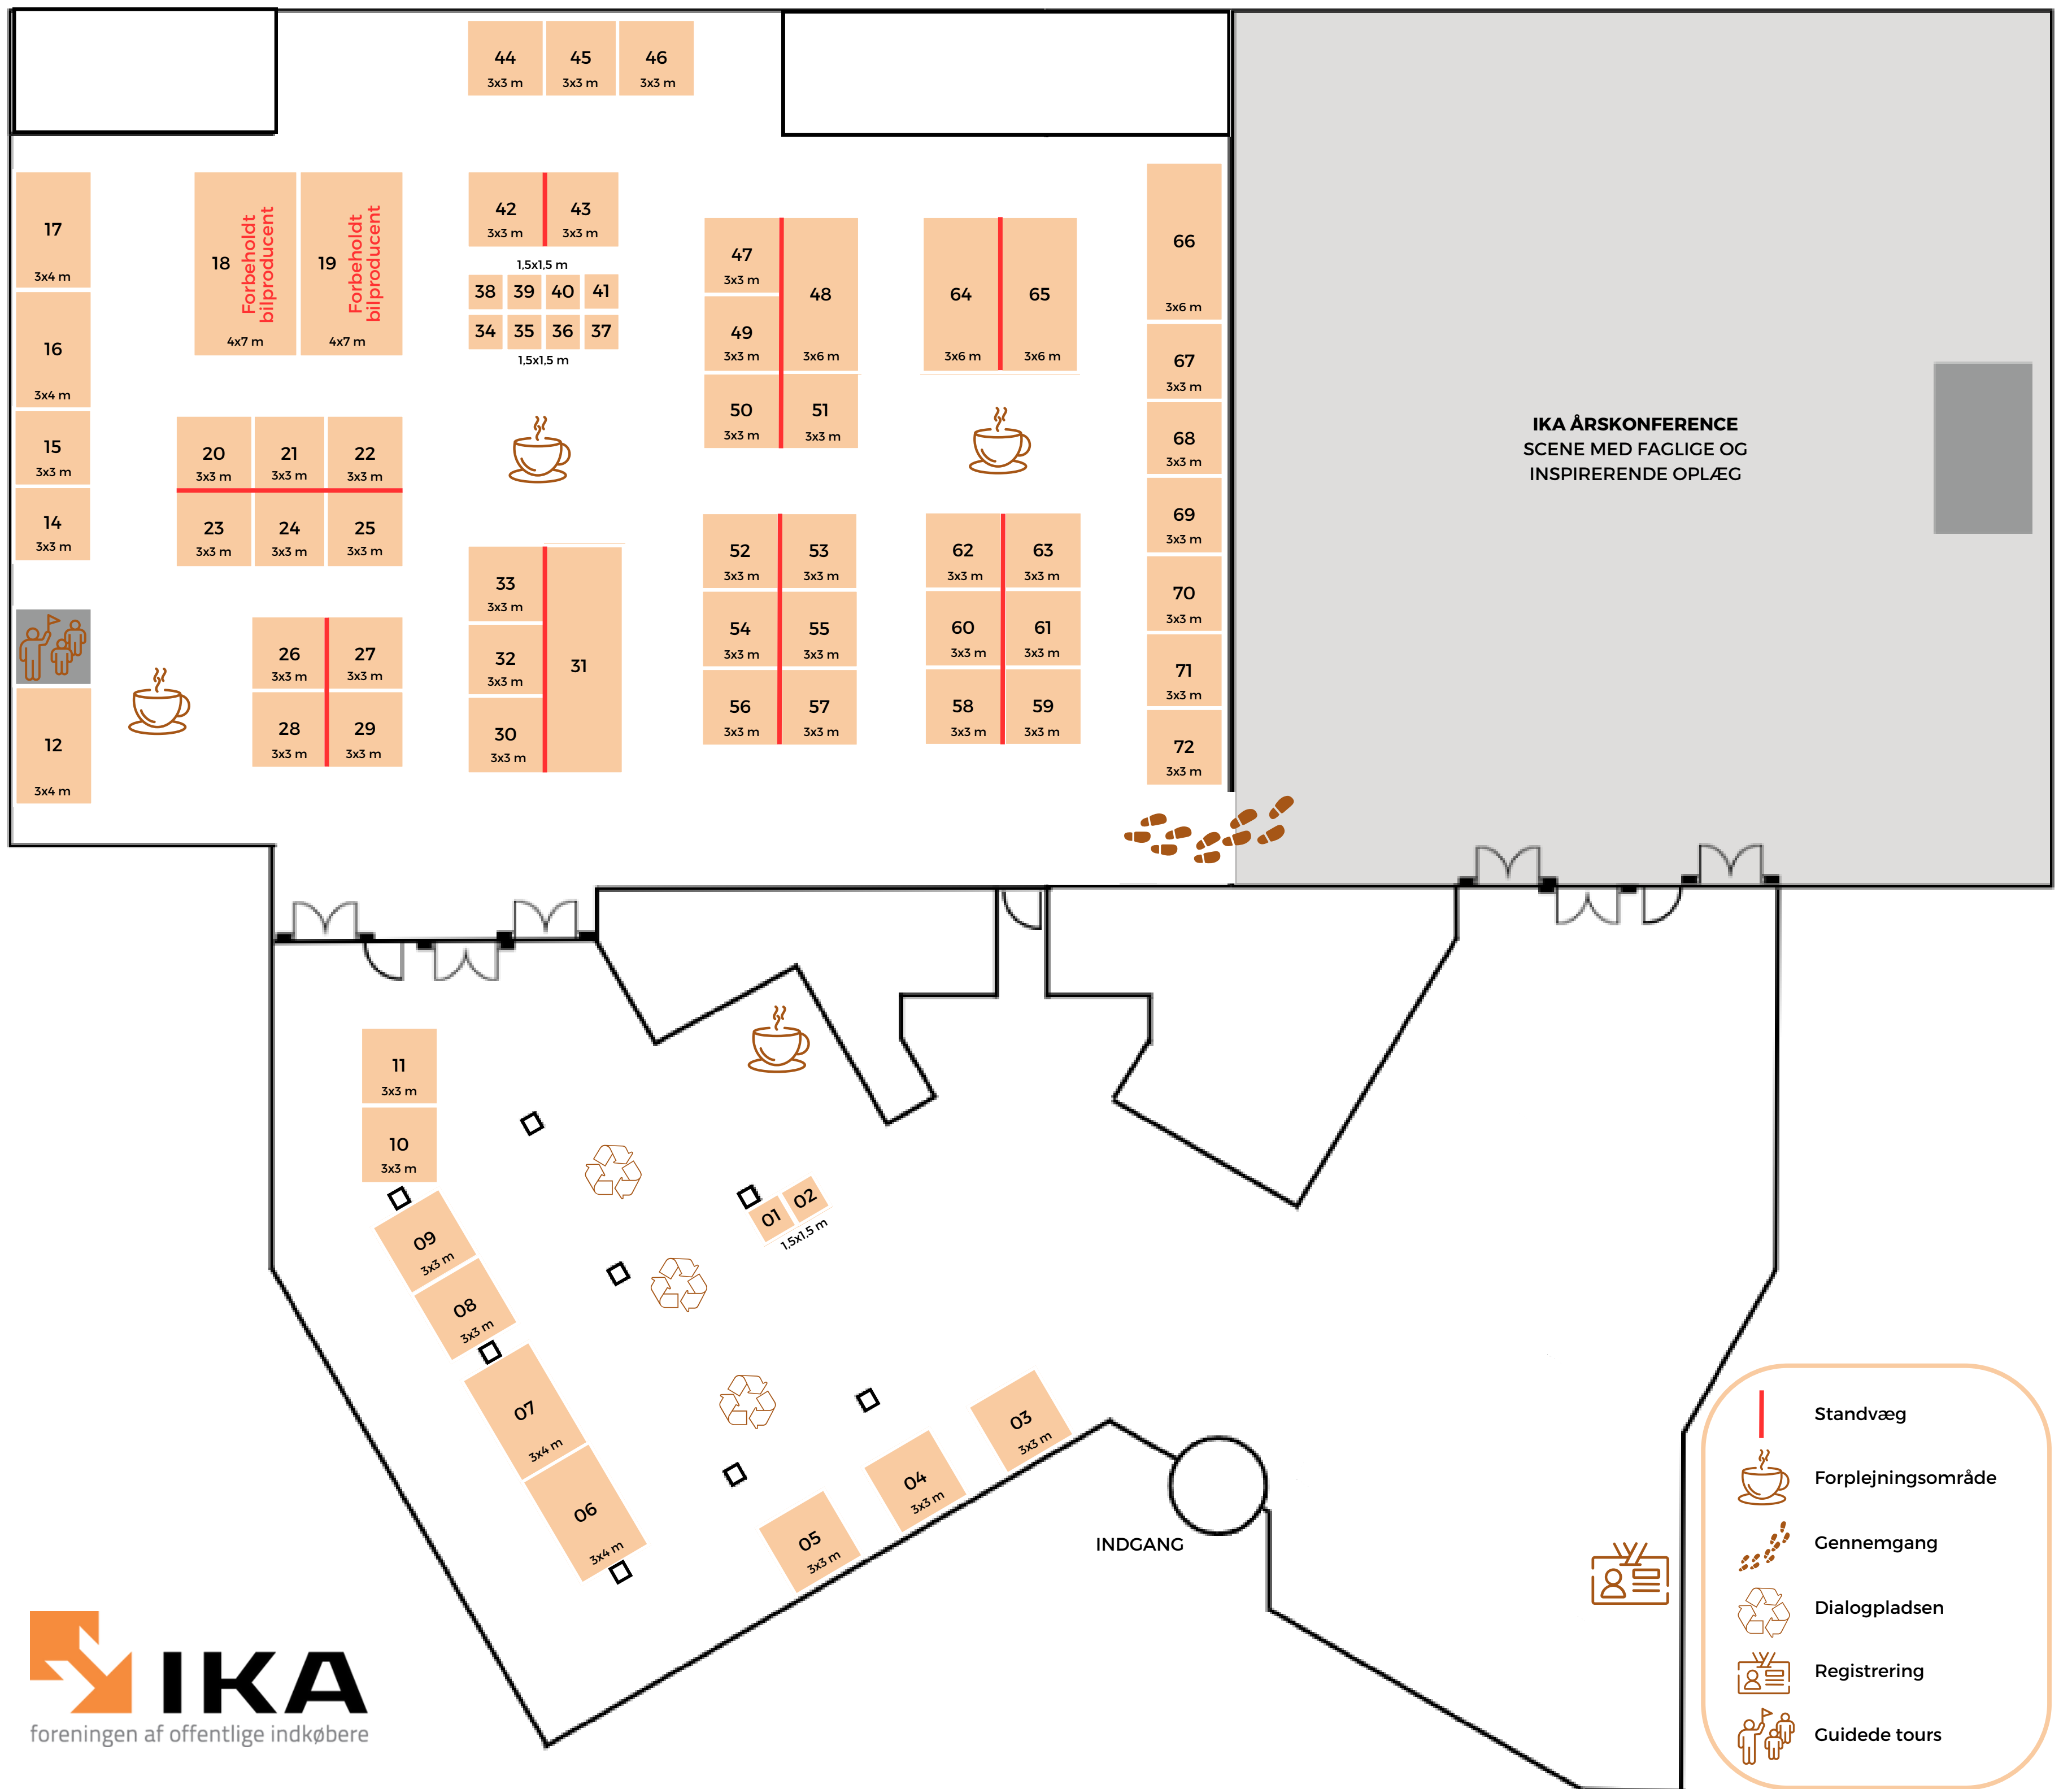 44
3x3 m
45
3x3 m
46
3x3 m
17
3x4 m
16
3x4 m
15
3x3 m
14
3x3 m
12
3x4 m
18
Forbeholdt
bilproducent
4x7 m
19
Forbeholdt
bilproducent
4x7 m
20
3x3 m
21
3x3 m
22
3x3 m
23
3x3 m
24
3x3 m
25
3x3 m
26
3x3 m
27
3x3 m
28
3x3 m
29
3x3 m
42
3x3 m
43
3x3 m
1,5x1,5 m
38 39 40 41
34 35 36 37
1,5x1,5 m
33
3x3 m
32
3x3 m
30
3x3 m
31
47
3x3 m
48
3x6 m
49
3x3 m
50
3x3 m
51
3x3 m
52
3x3 m
53
3x3 m
54
3x3 m
55
3x3 m
56
3x3 m
57
3x3 m
64
3x6 m
65
3x6 m
62
3x3 m
63
3x3 m
60
3x3 m
61
3x3 m
58
3x3 m
59
3x3 m
66
3x6 m
67
3x3 m
68
3x3 m
69
3x3 m
70
3x3 m
71
3x3 m
72
3x3 m
IKA ÅRSKONFERENCE
SCENE MED FAGLIGE OG
INSPIRERENDE OPLÆG
11
3x3 m
10
3x3 m
09
3x3 m
08
3x3 m
07
3x4 m
06
3x4 m
01 02
1,5x1,5 m
03
3x3 m
04
3x3 m
05
3x3 m
INDGANG
Standvæg
Forplejningsområde
Gennemgang
Dialogpladsen
Registrering
Guidede tours
IKA
foreningen af offentlige indkøbere